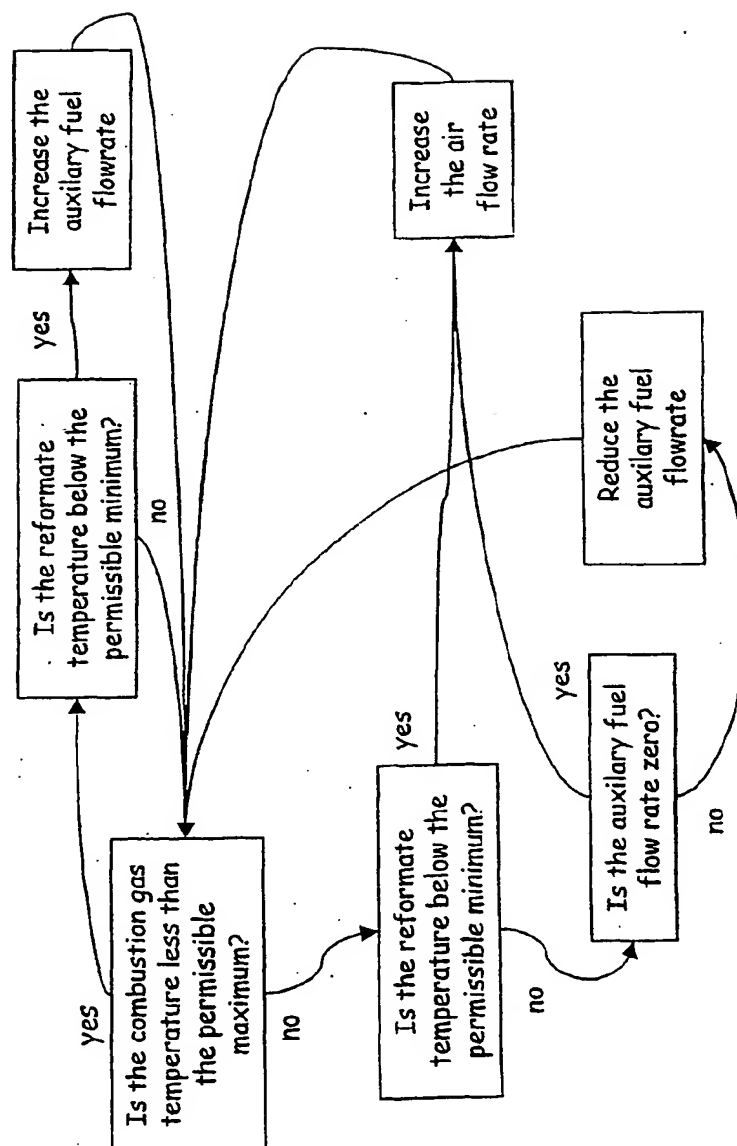 Is the combustion gas
temperature less than
the permissible
maximum?
yes
no
Is the reformate
temperature below the
permissible minimum?
yes
no
Increase the
auxilary fuel
flowrate
Is the reformate
temperature below the
permissible minimum?
yes
no
Increase
the air
flow rate
Is the auxilary fuel
flow rate zero?
yes
no
Reduce the
auxilary fuel
flowrate